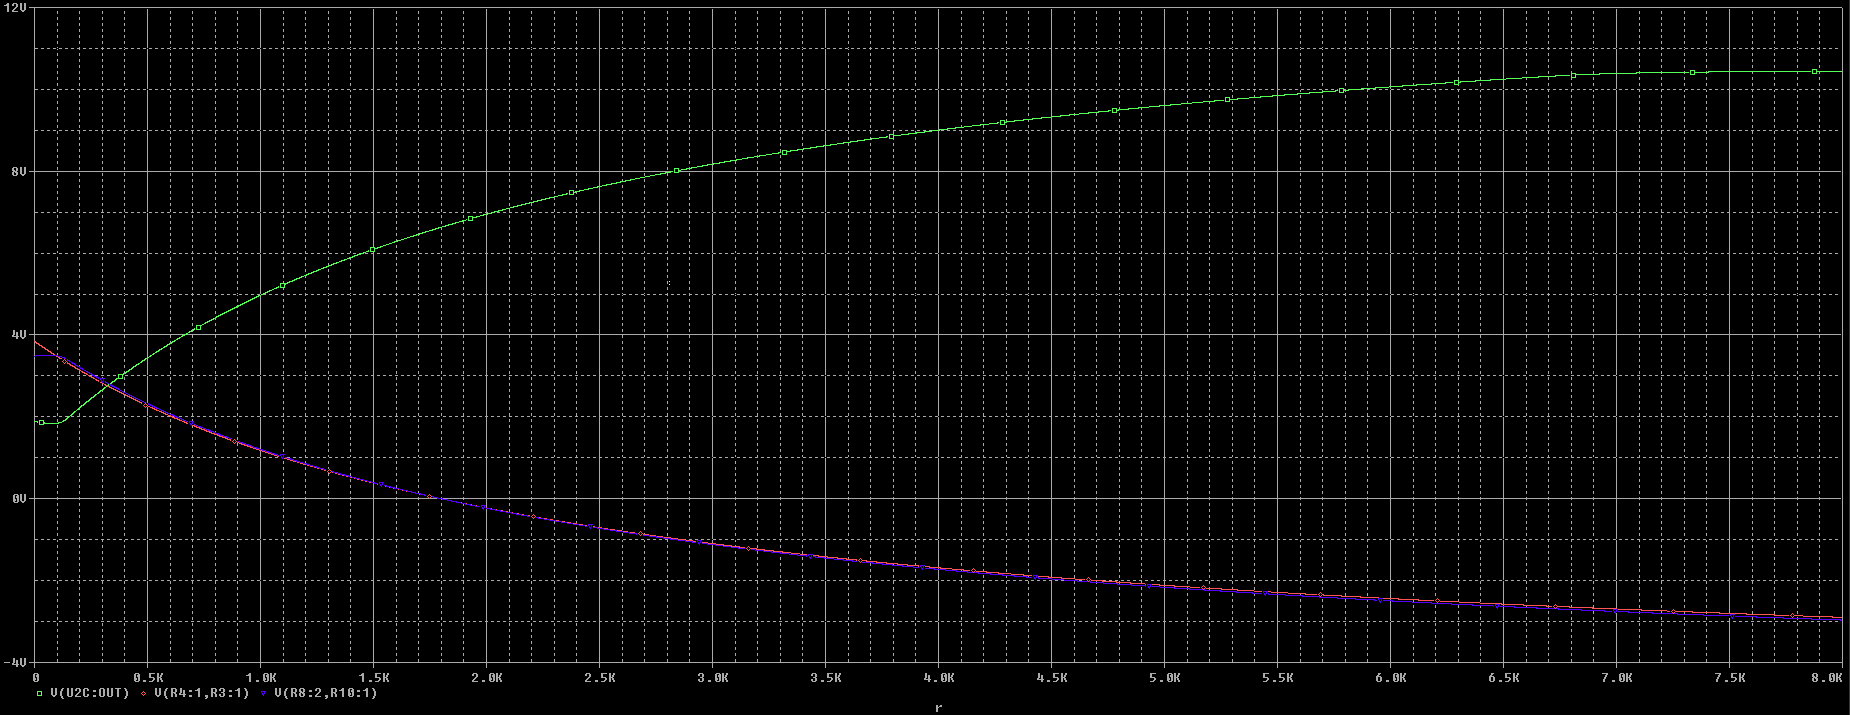 12V
8V
4V
0V
-4V
0 0.5K 1.0K 1.5K 2.0K 2.5K 3.0K 3.5K 4.0K 4.5K 5.0K 5.5K 6.0K 6.5K 7.0K 7.5K 8.0K
V(U2C:OUT) V(R4:1,R3:1) V(R8:2,R10:1)
r